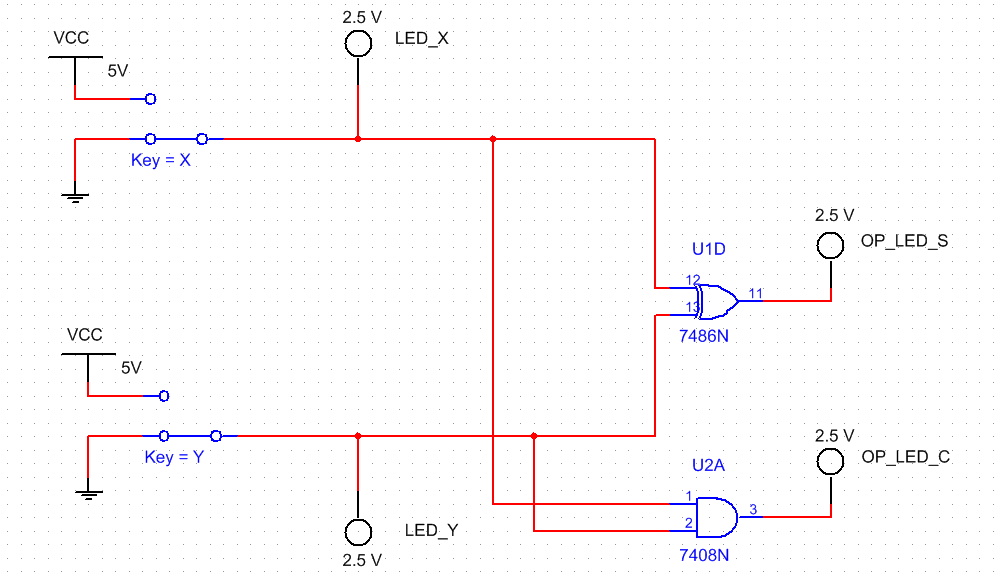 2.5 V
LED_X
VCC
5V
Key = X
2.5 V
OP_LED_S
U1D
12
11
13
7486N
VCC
5V
Key = Y
2.5 V
OP_LED_C
U2A
1
3
2
7408N
LED_Y
2.5 V